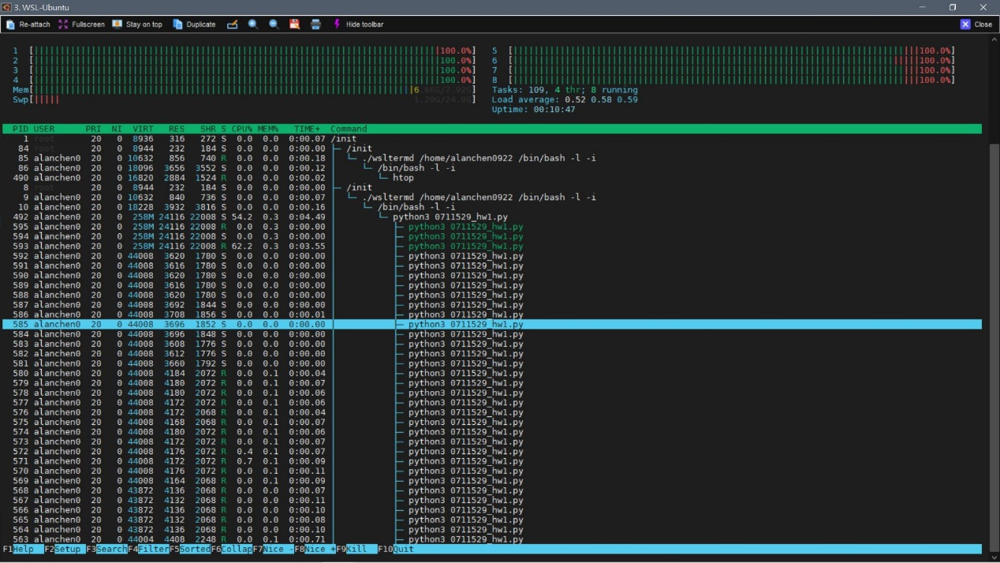 3. WSL-Ubuntu
Re-attach Fullscreen Stay on top Duplicate Hide toolbar Close
1 [100.0%] 5 [100.0%]
2 [100.0%] 6 [100.0%]
3 [100.0%] 7 [100.0%]
4 [100.0%] 8 [100.0%]
Mem[6.66G/7.92G] Tasks: 109, 4 thr; 8 running
Swp[1.20G/24.0G] Load average: 0.52 0.58 0.59
Uptime: 00:10:47
PID USER PRI NI VIRT RES SHR S CPU% MEM% TIME+ Command
1 root 20 0 8936 316 272 S 0.0 0.0 0:00.07 /init
84 root 20 0 8944 232 184 S 0.0 0.0 0:00.00 ├─ /init
85 alanchen0 20 0 10632 856 740 R 0.0 0.0 0:00.18 │ └─ ./wsltermd /home/alanchen0922 /bin/bash -l -i
86 alanchen0 20 0 18096 3656 3552 S 0.0 0.0 0:00.12 │ └─ /bin/bash -l -i
490 alanchen0 20 0 16820 2884 1524 R 0.0 0.0 0:00.02 │ └─ htop
8 root 20 0 8944 232 184 S 0.0 0.0 0:00.00 ├─ /init
9 alanchen0 20 0 10632 840 736 S 0.0 0.0 0:00.07 │ └─ ./wsltermd /home/alanchen0922 /bin/bash -l -i
10 alanchen0 20 0 18228 3932 3816 S 0.0 0.0 0:00.16 │ └─ /bin/bash -l -i
492 alanchen0 20 0 258M 24116 22008 S 54.2 0.3 0:04.49 │ └─ python3 0711529_hw1.py
595 alanchen0 20 0 258M 24116 22008 R 0.0 0.3 0:00.00 │ ├─ python3 0711529_hw1.py
594 alanchen0 20 0 258M 24116 22008 S 0.0 0.3 0:00.00 │ ├─ python3 0711529_hw1.py
593 alanchen0 20 0 258M 24116 22008 R 62.2 0.3 0:03.55 │ ├─ python3 0711529_hw1.py
592 alanchen0 20 0 44008 3620 1780 S 0.0 0.0 0:00.00 │ ├─ python3 0711529_hw1.py
591 alanchen0 20 0 44008 3616 1780 S 0.0 0.0 0:00.00 │ ├─ python3 0711529_hw1.py
590 alanchen0 20 0 44008 3620 1780 S 0.0 0.0 0:00.00 │ ├─ python3 0711529_hw1.py
589 alanchen0 20 0 44008 3616 1780 S 0.0 0.0 0:00.00 │ ├─ python3 0711529_hw1.py
588 alanchen0 20 0 44008 3620 1780 S 0.0 0.0 0:00.00 │ ├─ python3 0711529_hw1.py
587 alanchen0 20 0 44008 3692 1844 S 0.0 0.0 0:00.00 │ ├─ python3 0711529_hw1.py
586 alanchen0 20 0 44008 3708 1856 S 0.0 0.0 0:00.01 │ ├─ python3 0711529_hw1.py
585 alanchen0 20 0 44008 3696 1852 S 0.0 0.0 0:00.00 │ ├─ python3 0711529_hw1.py
584 alanchen0 20 0 44008 3696 1848 S 0.0 0.0 0:00.00 │ ├─ python3 0711529_hw1.py
583 alanchen0 20 0 44008 3608 1776 S 0.0 0.0 0:00.00 │ ├─ python3 0711529_hw1.py
582 alanchen0 20 0 44008 3612 1776 S 0.0 0.0 0:00.00 │ ├─ python3 0711529_hw1.py
581 alanchen0 20 0 44008 3660 1792 S 0.0 0.0 0:00.00 │ ├─ python3 0711529_hw1.py
580 alanchen0 20 0 44008 4184 2072 R 0.0 0.1 0:00.04 │ ├─ python3 0711529_hw1.py
579 alanchen0 20 0 44008 4180 2072 R 0.0 0.1 0:00.07 │ ├─ python3 0711529_hw1.py
578 alanchen0 20 0 44008 4180 2072 R 0.0 0.1 0:00.06 │ ├─ python3 0711529_hw1.py
577 alanchen0 20 0 44008 4172 2072 R 0.0 0.1 0:00.06 │ ├─ python3 0711529_hw1.py
576 alanchen0 20 0 44008 4172 2068 R 0.0 0.1 0:00.04 │ ├─ python3 0711529_hw1.py
575 alanchen0 20 0 44008 4168 2068 R 0.0 0.1 0:00.07 │ ├─ python3 0711529_hw1.py
574 alanchen0 20 0 44008 4180 2072 R 0.0 0.1 0:00.06 │ ├─ python3 0711529_hw1.py
573 alanchen0 20 0 44008 4172 2072 R 0.0 0.1 0:00.07 │ ├─ python3 0711529_hw1.py
572 alanchen0 20 0 44008 4176 2072 R 0.4 0.1 0:00.07 │ ├─ python3 0711529_hw1.py
571 alanchen0 20 0 44008 4172 2072 R 0.7 0.1 0:00.09 │ ├─ python3 0711529_hw1.py
570 alanchen0 20 0 44008 4176 2072 R 0.0 0.1 0:00.11 │ ├─ python3 0711529_hw1.py
569 alanchen0 20 0 44008 4164 2068 R 0.0 0.1 0:00.09 │ ├─ python3 0711529_hw1.py
568 alanchen0 20 0 43872 4136 2068 R 0.0 0.1 0:00.07 │ ├─ python3 0711529_hw1.py
567 alanchen0 20 0 43872 4132 2068 R 0.0 0.1 0:00.11 │ ├─ python3 0711529_hw1.py
566 alanchen0 20 0 43872 4136 2068 R 0.0 0.1 0:00.10 │ ├─ python3 0711529_hw1.py
565 alanchen0 20 0 43872 4132 2068 R 0.0 0.1 0:00.08 │ ├─ python3 0711529_hw1.py
564 alanchen0 20 0 43872 4136 2068 R 0.0 0.1 0:00.10 │ ├─ python3 0711529_hw1.py
563 alanchen0 20 0 44004 4408 2248 R 0.0 0.1 0:00.71 │ ├─ python3 0711529_hw1.py
F1Help F2Setup F3SearchF4FilterF5SortedF6CollapF7Nice -F8Nice +F9Kill F10Quit